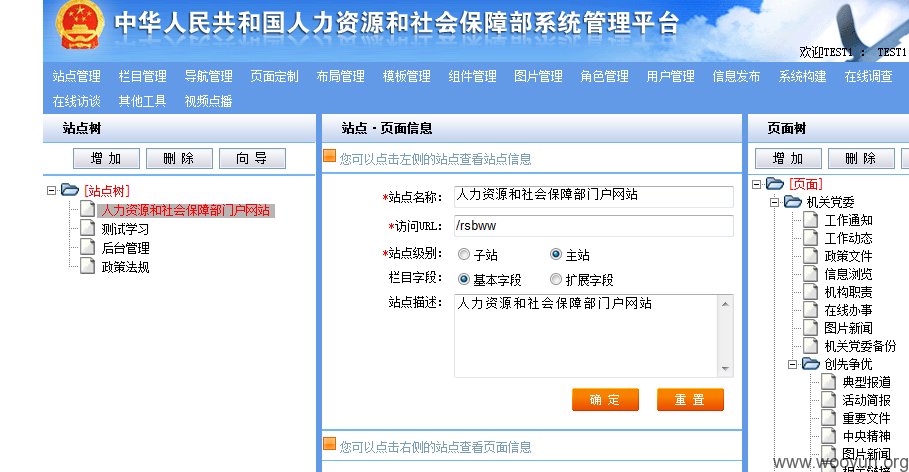 中华人民共和国人力资源和社会保障部系统管理平台
欢迎TEST1 : TEST1
站点管理 栏目管理 导航管理 页面定制 布局管理 模板管理 组件管理 图片管理 角色管理 用户管理 信息发布 系统构建 在线调查
在线访谈 其他工具 视频点播
站点树
增 加 删 除 向 导
[站点树]
人力资源和社会保障部门户网站
测试学习
后台管理
政策法规
站点·页面信息
您可以点击左侧的站点查看站点信息
*站点名称: 人力资源和社会保障部门户网站
*访问URL: /rsbww
*站点级别: 子站 主站
栏目字段: 基本字段 扩展字段
站点描述: 人力资源和社会保障部门户网站
确 定 重 置
您可以点击右侧的站点查看页面信息
页面树
增 加 删 除
[页面]
机关党委
工作通知
工作动态
政策文件
信息浏览
机构职责
在线办事
图片新闻
机关党委备份
创先争优
典型报道
活动简报
重要文件
中央精神
图片新闻
相关链接
www.wooyun.org